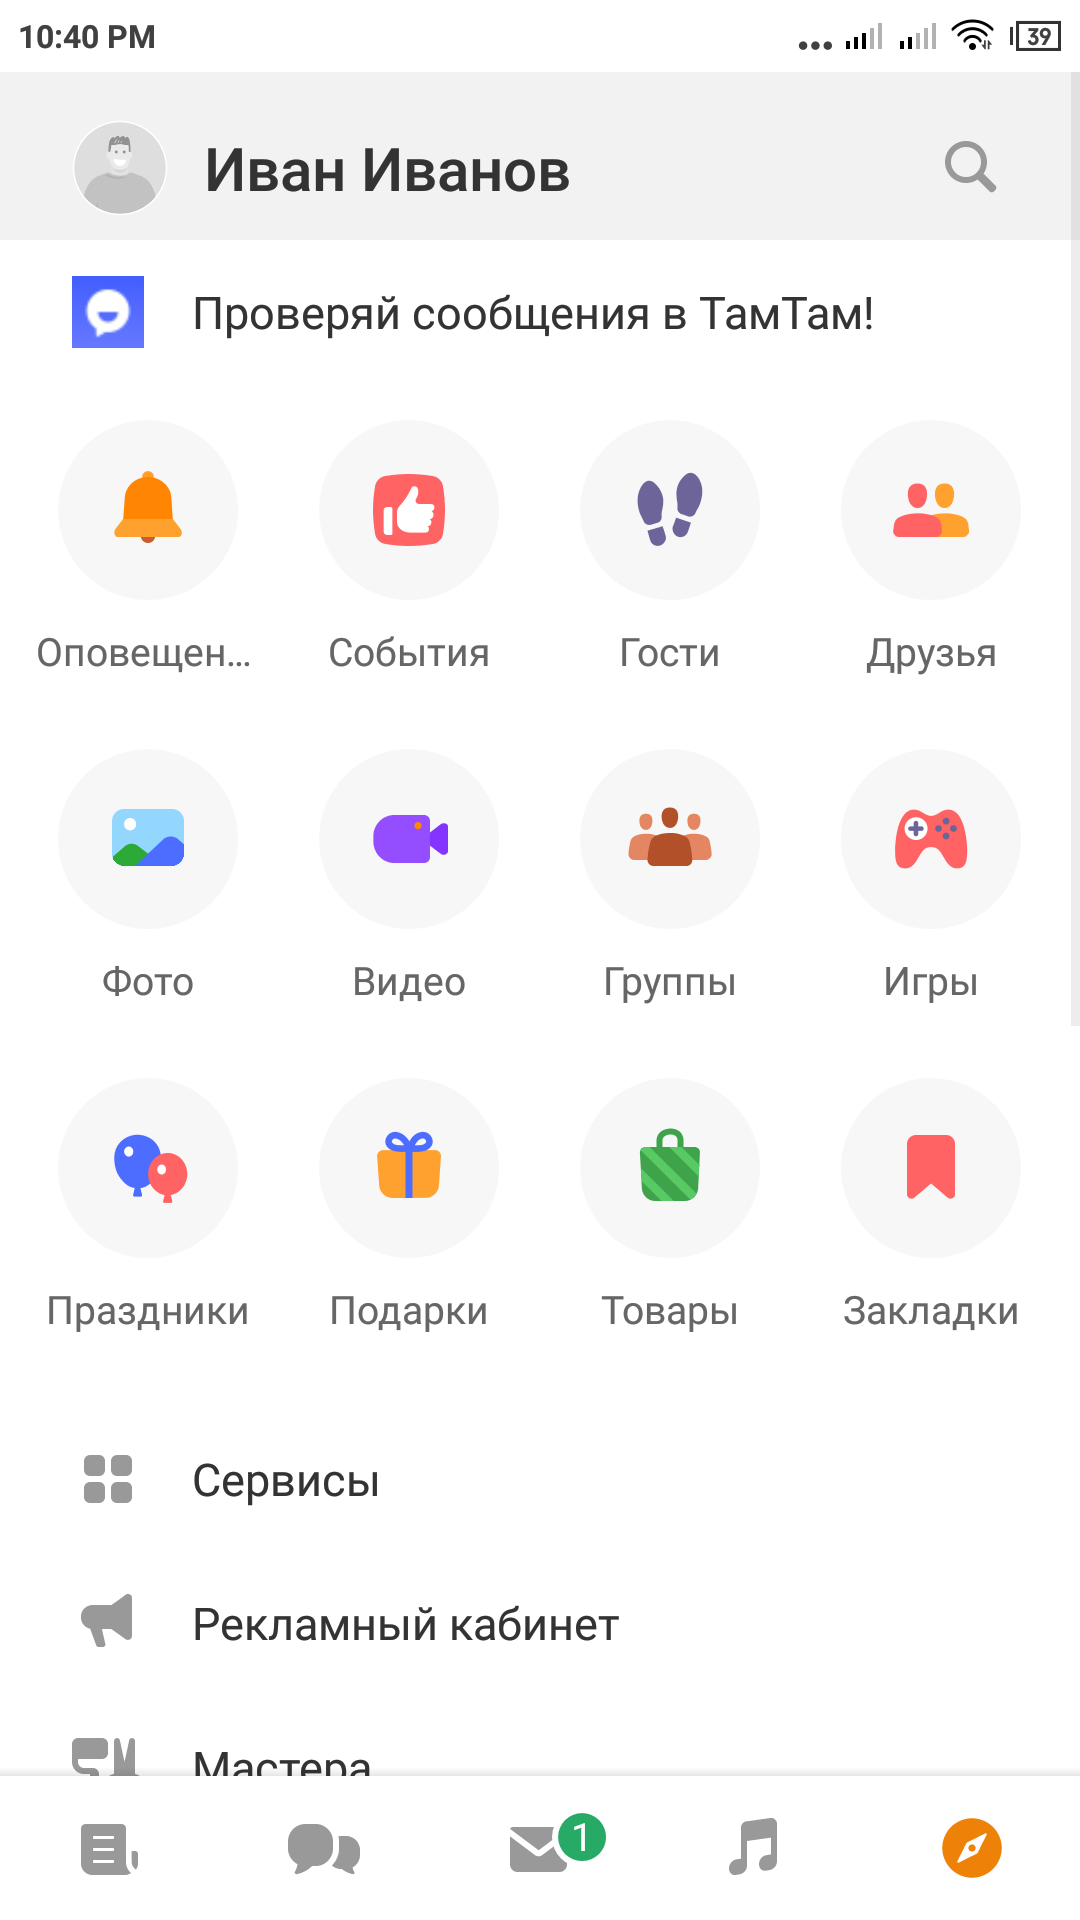 10:40 PM
39
Иван Иванов
Проверяй сообщения в ТамТам!
Оповещен... События Гости Друзья
Фото Видео Группы Игры
Праздники Подарки Товары Закладки
Сервисы
Рекламный кабинет
Мастера
1